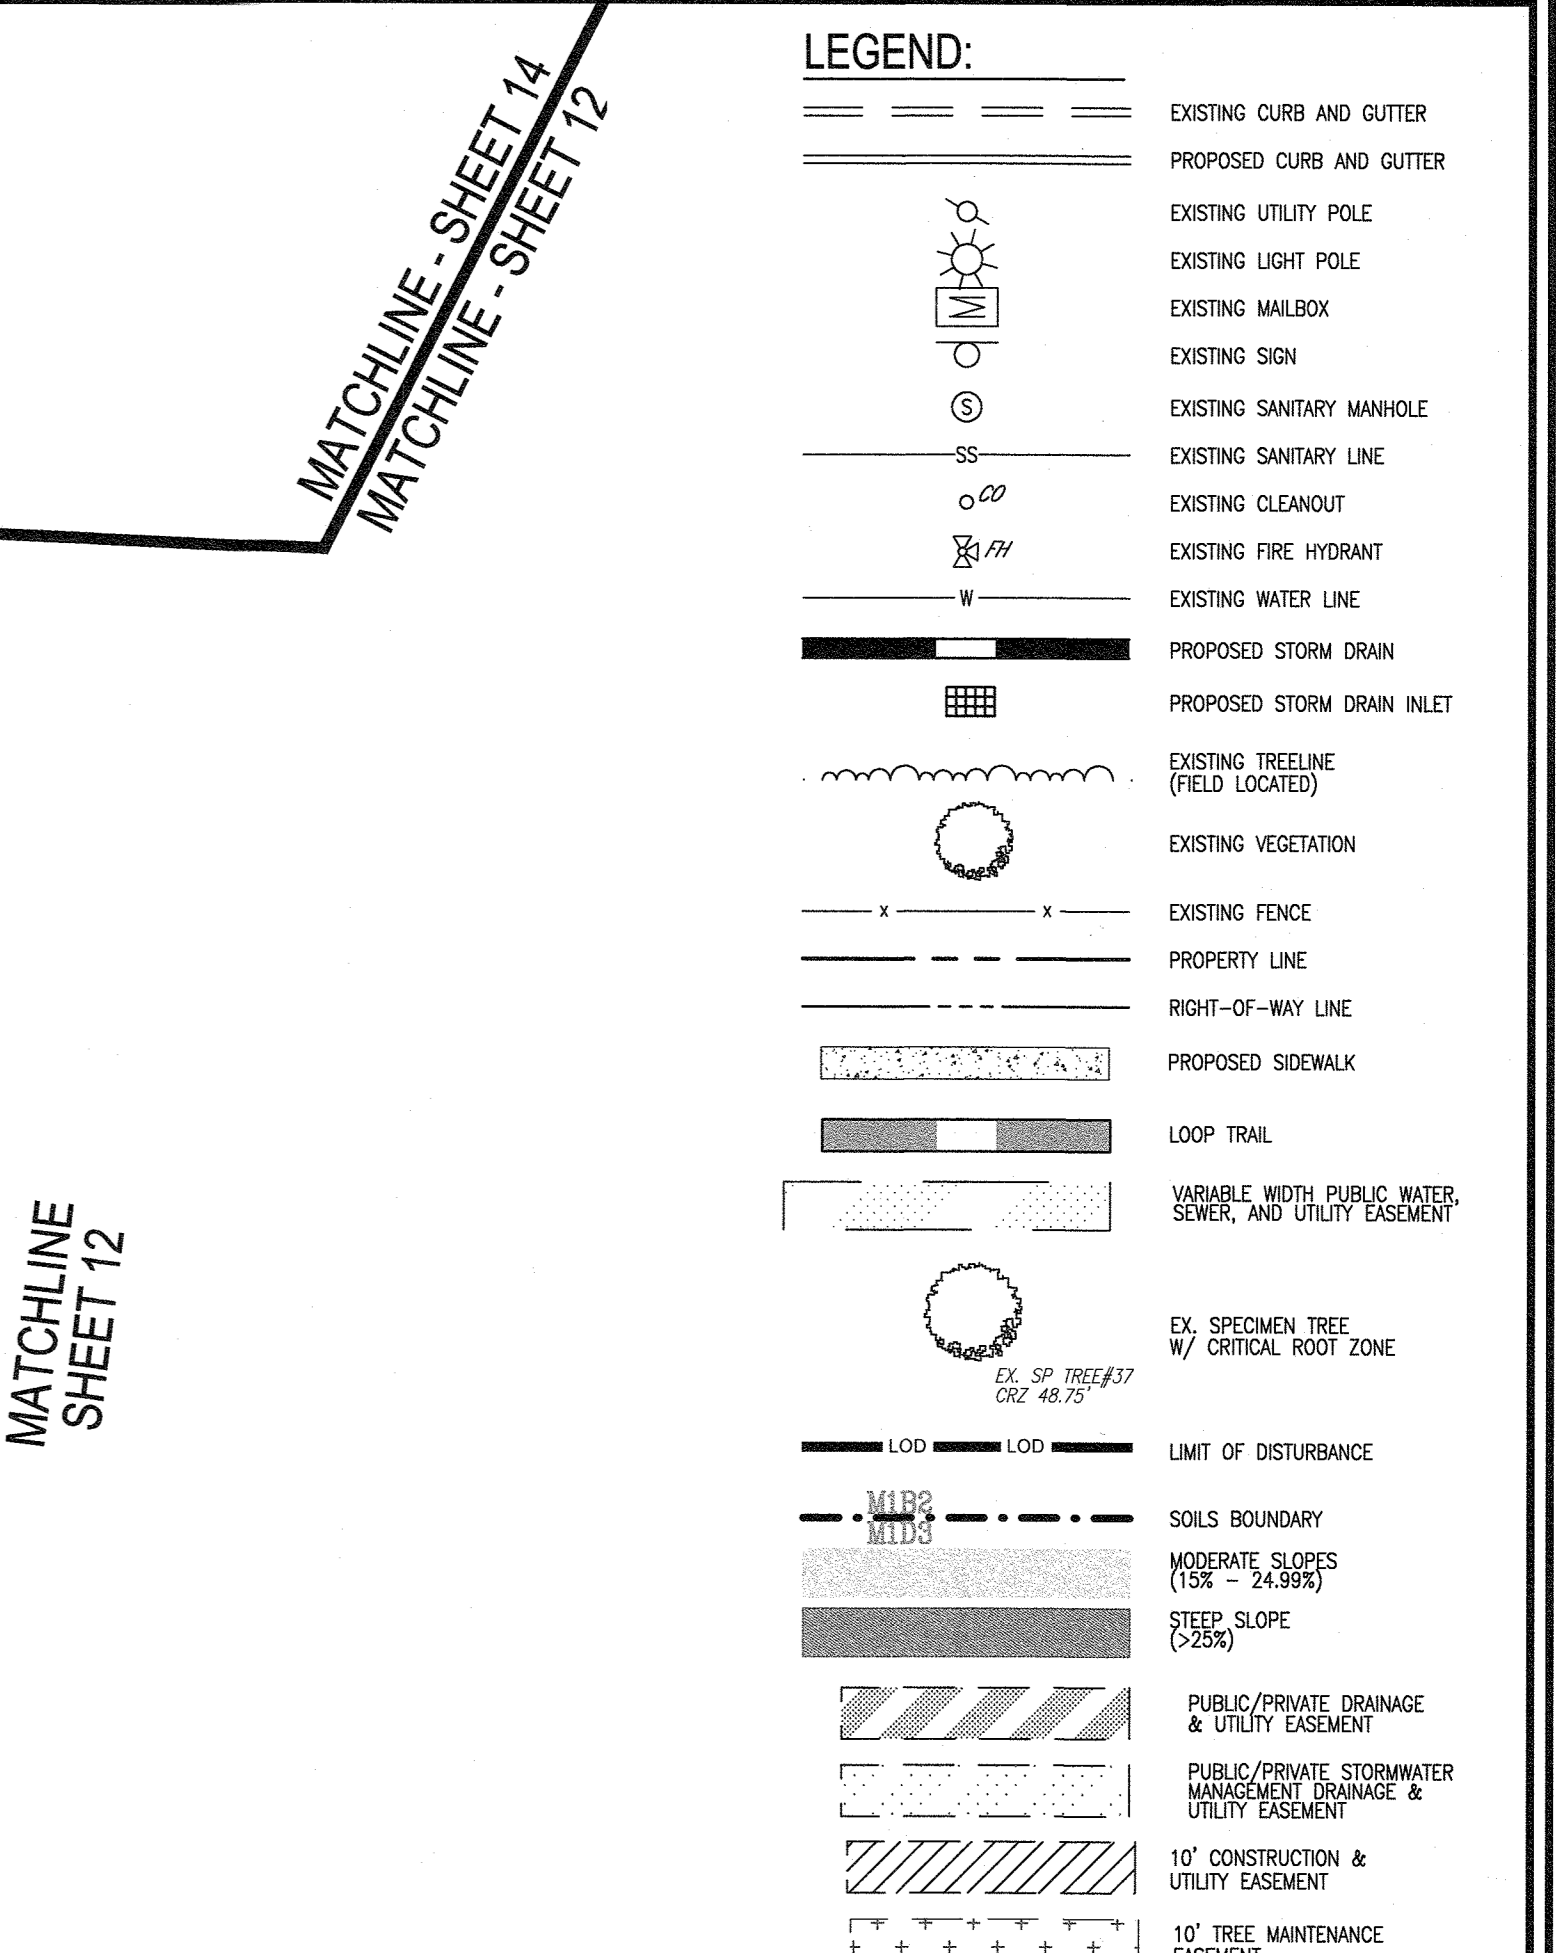 MATCHLINE - SHEET 14
MATCHLINE - SHEET 12
MATCHLINE
SHEET 12
LEGEND:
EXISTING CURB AND GUTTER
PROPOSED CURB AND GUTTER
EXISTING UTILITY POLE
EXISTING LIGHT POLE
EXISTING MAILBOX
EXISTING SIGN
S EXISTING SANITARY MANHOLE
SS EXISTING SANITARY LINE
CO EXISTING CLEANOUT
FH EXISTING FIRE HYDRANT
W EXISTING WATER LINE
PROPOSED STORM DRAIN
PROPOSED STORM DRAIN INLET
EXISTING TREELINE
(FIELD LOCATED)
EXISTING VEGETATION
X X EXISTING FENCE
PROPERTY LINE
RIGHT-OF-WAY LINE
PROPOSED SIDEWALK
LOOP TRAIL
VARIABLE WIDTH PUBLIC WATER,
SEWER, AND UTILITY EASEMENT
EX. SPECIMEN TREE
W/ CRITICAL ROOT ZONE
EX. SP TREE#37
CRZ 48.75'
LOD LOD LIMIT OF DISTURBANCE
M1B2
M1D3
SOILS BOUNDARY
MODERATE SLOPES
(15% - 24.99%)
STEEP SLOPE
(>25%)
PUBLIC/PRIVATE DRAINAGE
& UTILITY EASEMENT
PUBLIC/PRIVATE STORMWATER
MANAGEMENT DRAINAGE &
UTILITY EASEMENT
10' CONSTRUCTION &
UTILITY EASEMENT
10' TREE MAINTENANCE
EASEMENT